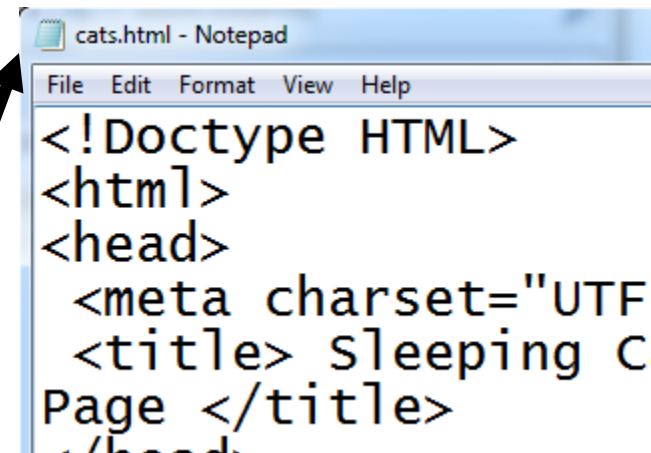 cats.html - Notepad
File Edit Format View Help
<!Doctype HTML>
<html>
<head>
<meta charset="UTF
<title> Sleeping C
Page </title>
</head>